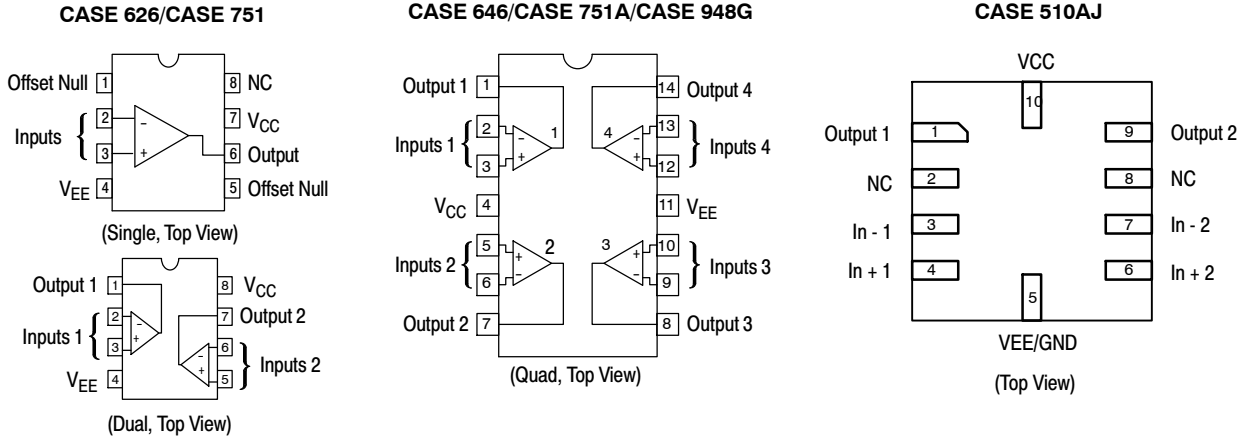 CASE 626/CASE 751
Offset Null 1
8 NC
Inputs
2
−
7 VCC
3
+
6 Output
VEE 4
5 Offset Null
(Single, Top View)
Output 1 1
8 VCC
Inputs 1
2
−
3
+
7 Output 2
6
−
5
+
Inputs 2
VEE 4
(Dual, Top View)
CASE 646/CASE 751A/CASE 948G
Output 1 1
14 Output 4
Inputs 1
2
−
1
3
+
4
−
13
+
12
Inputs 4
VCC 4
11 VEE
Inputs 2
5
+
2
6
−
3
+
10
−
9
Inputs 3
Output 2 7
8 Output 3
(Quad, Top View)
CASE 510AJ
VCC
10
Output 1 1
9 Output 2
NC 2
8 NC
In - 1 3
7 In - 2
In + 1 4
6 In + 2
5
VEE/GND
(Top View)